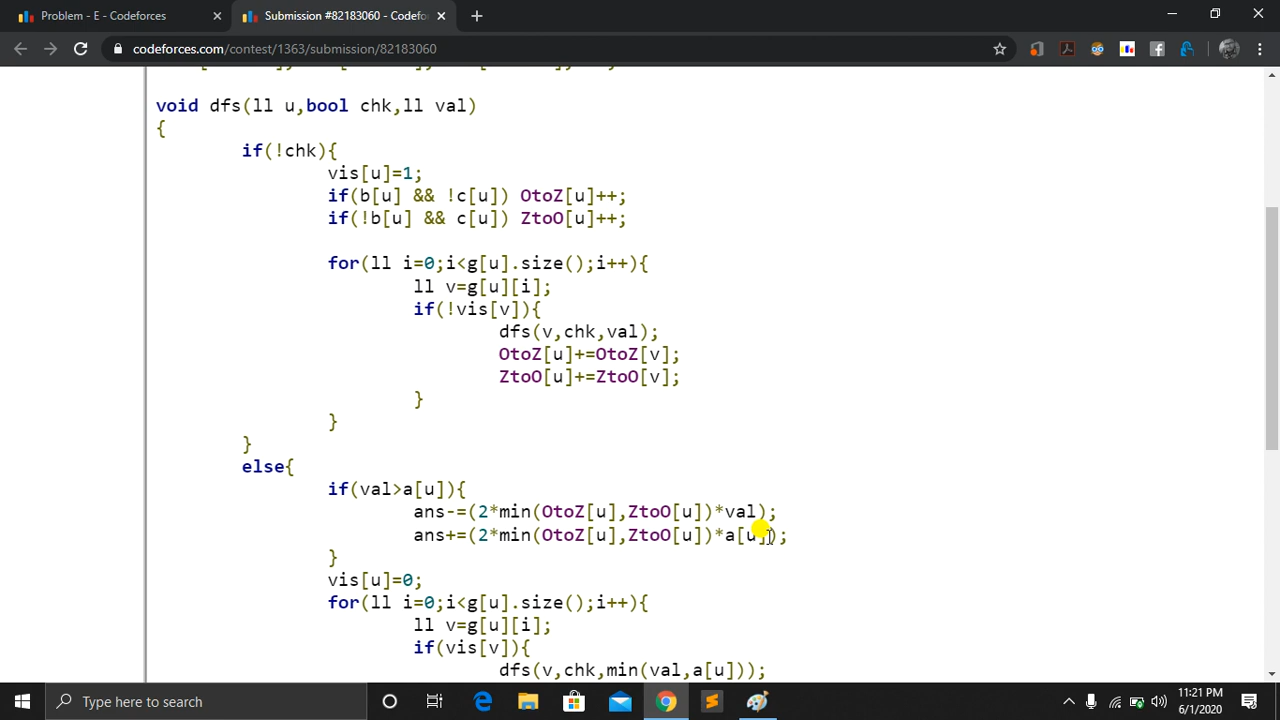 Problem - E - Codeforces
Submission #82183060 - Codefor
codeforces.com/contest/1363/submission/82183060
void dfs(ll u,bool chk,ll val)
{
if(!chk){
vis[u]=1;
if(b[u] && !c[u]) OtoZ[u]++;
if(!b[u] && c[u]) ZtoO[u]++;
for(ll i=0;i<g[u].size();i++){
ll v=g[u][i];
if(!vis[v]){
dfs(v,chk,val);
OtoZ[u]+=OtoZ[v];
ZtoO[u]+=ZtoO[v];
}
}
}
else{
if(val>a[u]){
ans-=(2*min(OtoZ[u],ZtoO[u])*val);
ans+=(2*min(OtoZ[u],ZtoO[u])*a[u]);
}
vis[u]=0;
for(ll i=0;i<g[u].size();i++){
ll v=g[u][i];
if(vis[v]){
dfs(v,chk,min(val,a[u]));
Type here to search
11:21 PM
6/1/2020